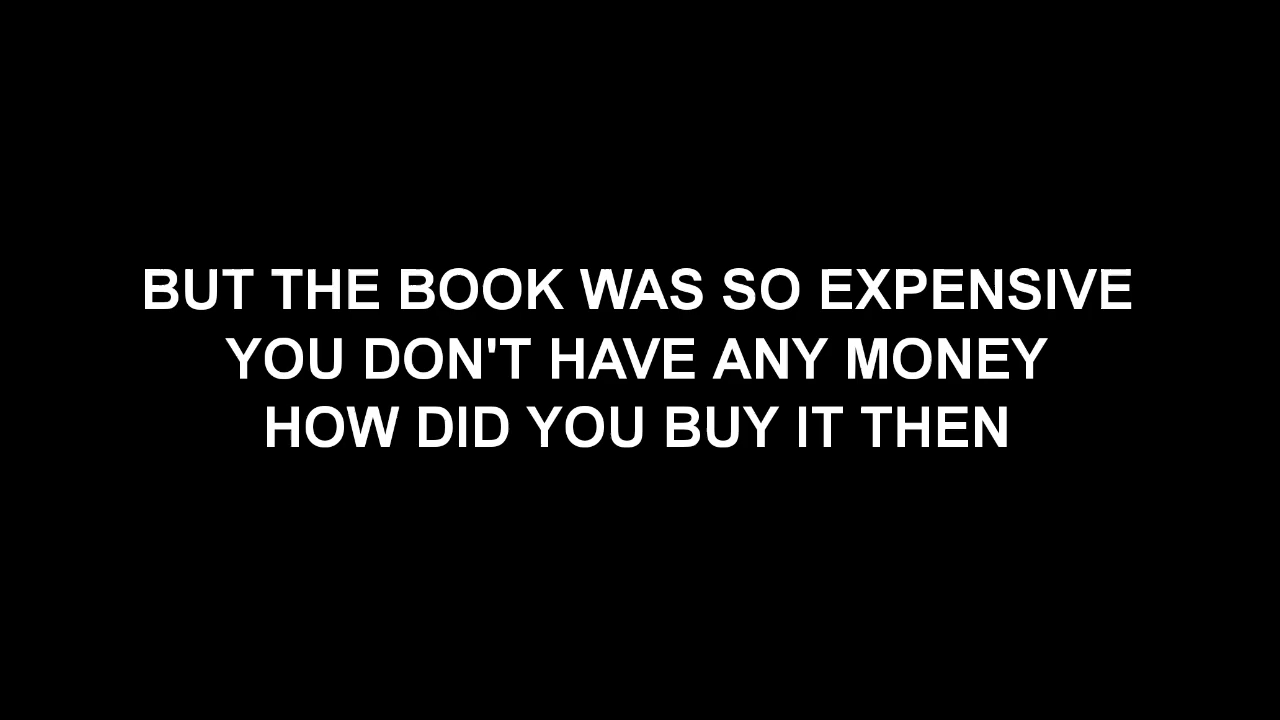 BUT THE BOOK WAS SO EXPENSIVE
YOU DON'T HAVE ANY MONEY
HOW DID YOU BUY IT THEN